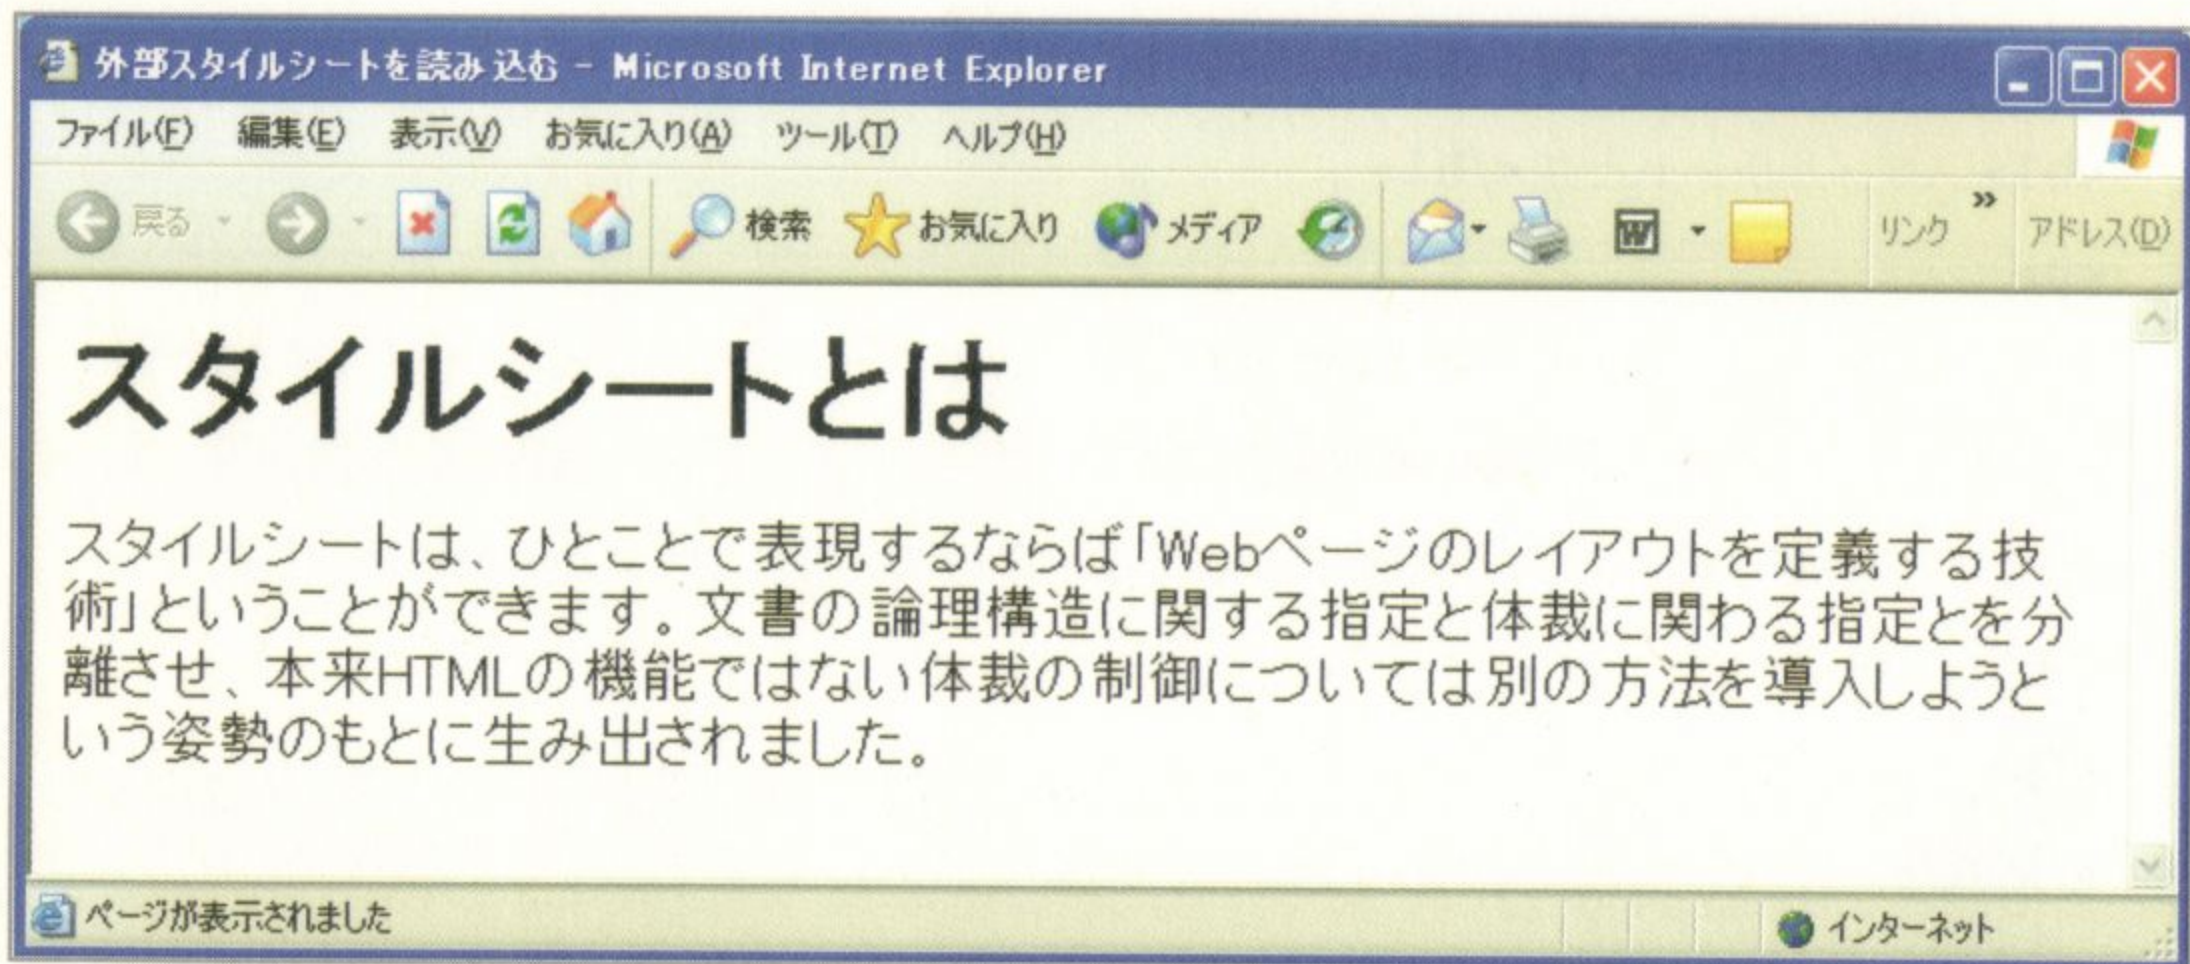 外部スタイルシートを読み込む - Microsoft Internet Explorer
ファイル(F) 編集(E) 表示(V) お気に入り(A) ツール(T) ヘルプ(H)
戻る 検索 お気に入り メディア リンク » アドレス(D)
スタイルシートとは
スタイルシートは、ひとことで表現するならば「Webページのレイアウトを定義する技
術」ということができます。文書の論理構造に関する指定と体裁に関わる指定とを分
離させ、本来HTMLの機能ではない体裁の制御については別の方法を導入しようと
いう姿勢のもとに生み出されました。
ページが表示されました インターネット